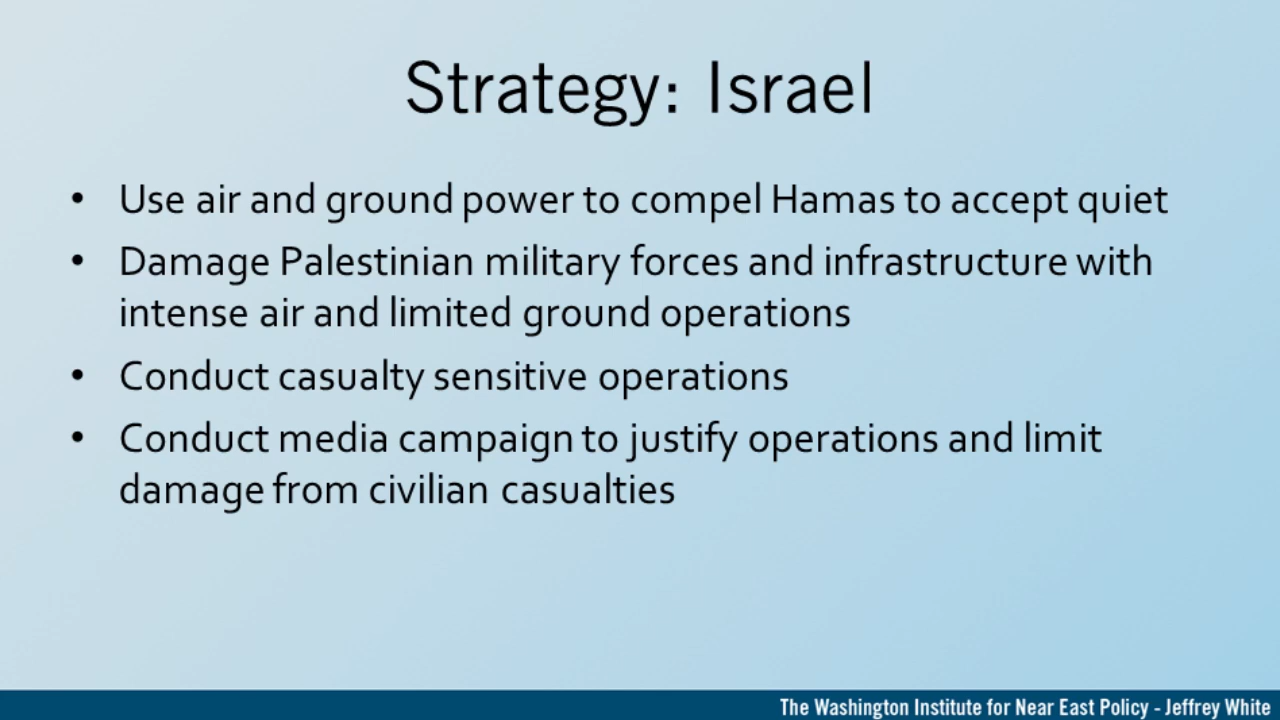 Strategy: Israel
• Use air and ground power to compel Hamas to accept quiet
• Damage Palestinian military forces and infrastructure with
intense air and limited ground operations
• Conduct casualty sensitive operations
• Conduct media campaign to justify operations and limit
damage from civilian casualties
The Washington Institute for Near East Policy - Jeffrey White